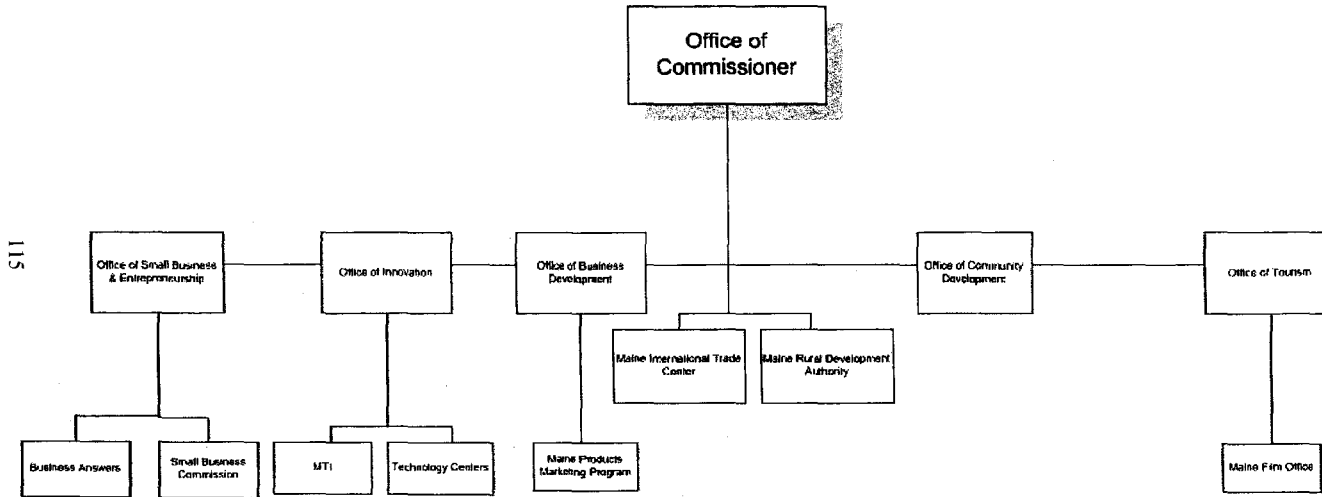 Office of
Commissioner
115
Office of Small Business
& Entrepreneurship
Office of Innovation
Office of Business
Development
Office of Community
Development
Office of Tourism
Maine International Trade
Center
Maine Rural Development
Authority
Business Answers
Small Business
Commission
MTI
Technology Centers
Maine Products
Marketing Program
Maine Film Office